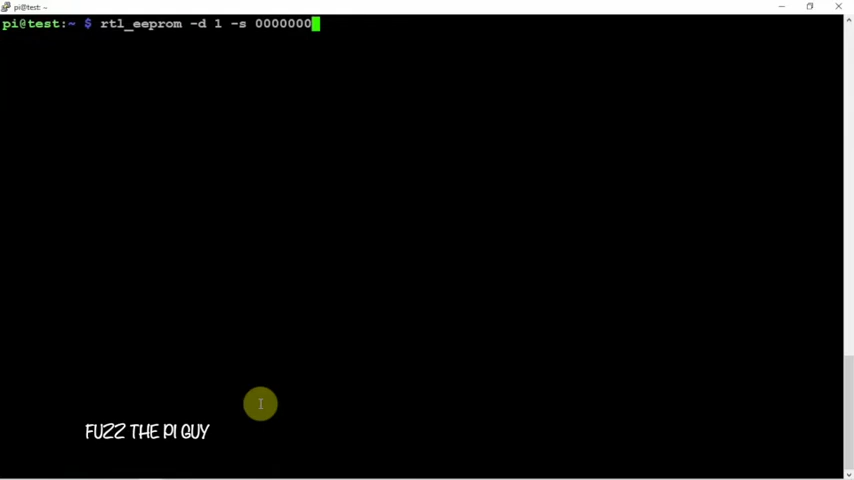 pi@test: ~
pi@test:~ $ rtl_eeprom -d 1 -s 0000000
FUZZ THE PI GUY